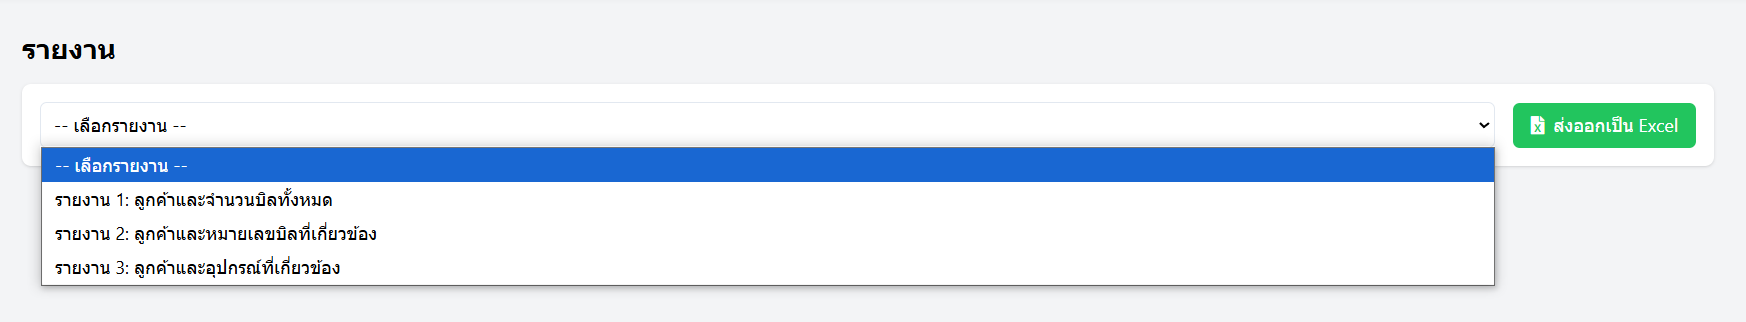 รายงาน
-- เลือกรายงาน --
ส่งออกเป็น Excel
-- เลือกรายงาน --
รายงาน 1: ลูกค้าและจำนวนบิลทั้งหมด
รายงาน 2: ลูกค้าและหมายเลขบิลที่เกี่ยวข้อง
รายงาน 3: ลูกค้าและอุปกรณ์ที่เกี่ยวข้อง